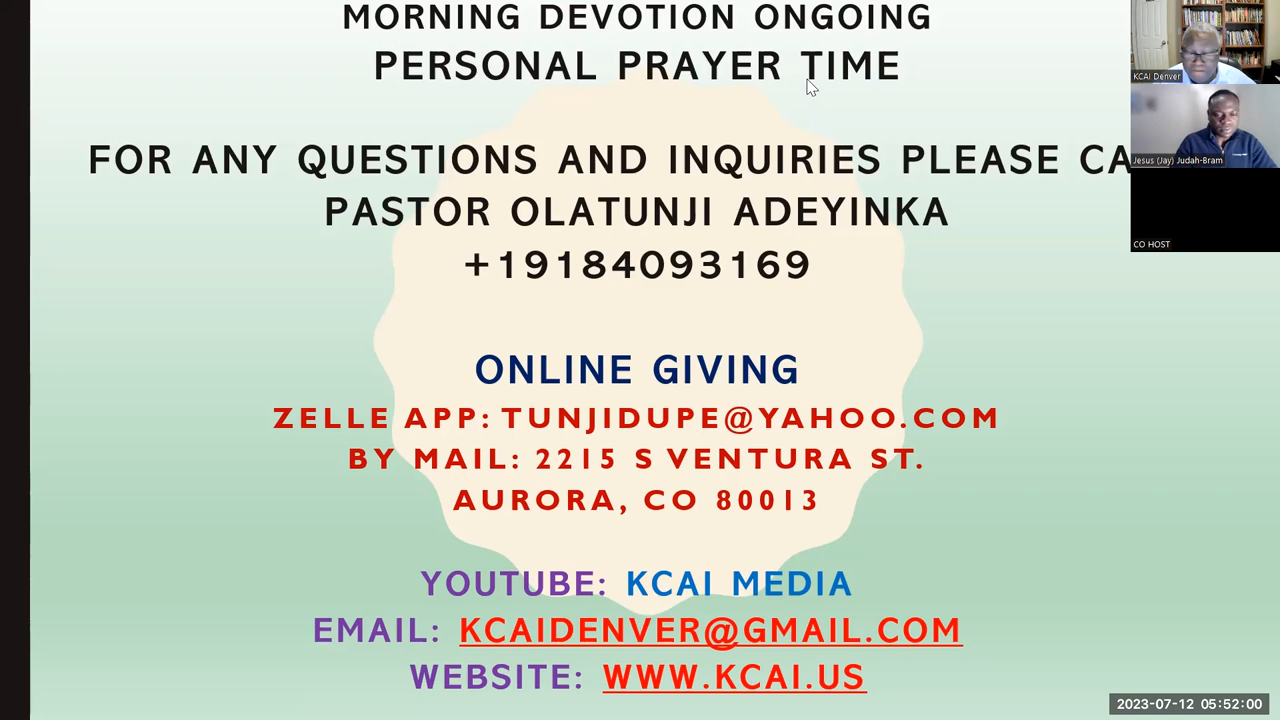 MORNING DEVOTION ONGOING
PERSONAL PRAYER TIME
FOR ANY QUESTIONS AND INQUIRIES PLEASE CA
PASTOR OLATUNJI ADEYINKA
+19184093169
ONLINE GIVING
ZELLE APP: TUNJIDUPE@YAHOO.COM
BY MAIL: 2215 S VENTURA ST.
AURORA, CO 80013
YOUTUBE: KCAI MEDIA
EMAIL: KCAIDENVER@GMAIL.COM
WEBSITE: WWW.KCAI.US
KCAI Denver
Jesus (Jay) Judah-Bram
CO HOST
2023-07-12 05:52:00